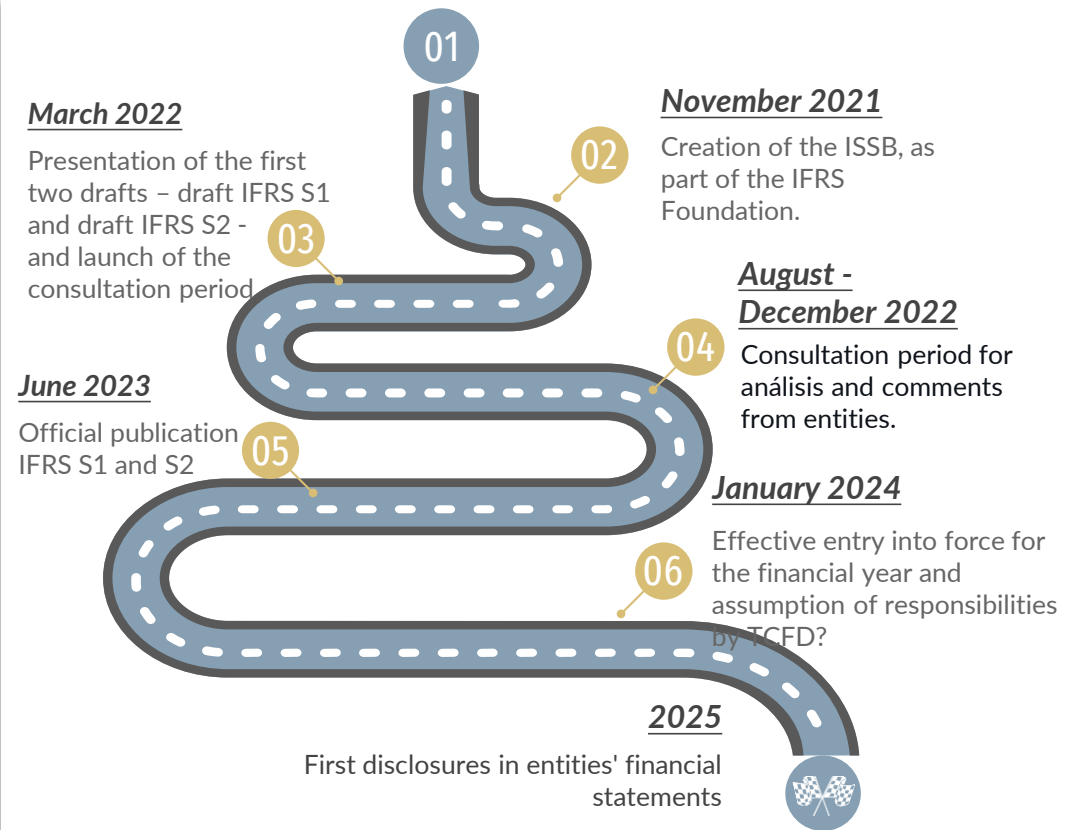 01
November 2021
02
Creation of the ISSB, as
part of the IFRS
Foundation.
March 2022
Presentation of the first
two drafts – draft IFRS S1
and draft IFRS S2 -
03
and launch of the
consultation period
August -
December 2022
04
Consultation period for
análisis and comments
from entities.
June 2023
Official publication
IFRS S1 and S2
05
January 2024
06
Effective entry into force for
the financial year and
assumption of responsibilities
by TCFD?
2025
First disclosures in entities' financial
statements